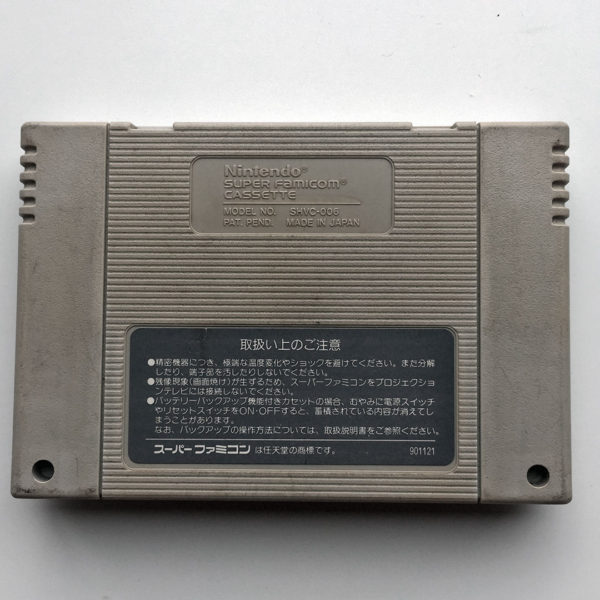 Nintendo®
SUPER FAMICOM®
CASSETTE
MODEL NO. SHVC-006
PAT. PEND. MADE IN JAPAN
取扱い上のご注意
●精密機器につき、極端な温度変化やショックを避けてください。また分解
したり、端子部を汚したりしないでください。
●残像現象(画面焼け)が生ずるため、スーパーファミコンをプロジェクショ
ンテレビには接続しないでください。
●バッテリーバックアップ機能付きカセットの場合、むやみに電源スイッチ
やリセットスイッチをON・OFFすると、蓄積されている内容が消えてし
まうことがあります。
なお、バックアップの操作方法については、取扱説明書をご参照ください。
スーパーファミコン は任天堂の商標です。 901121